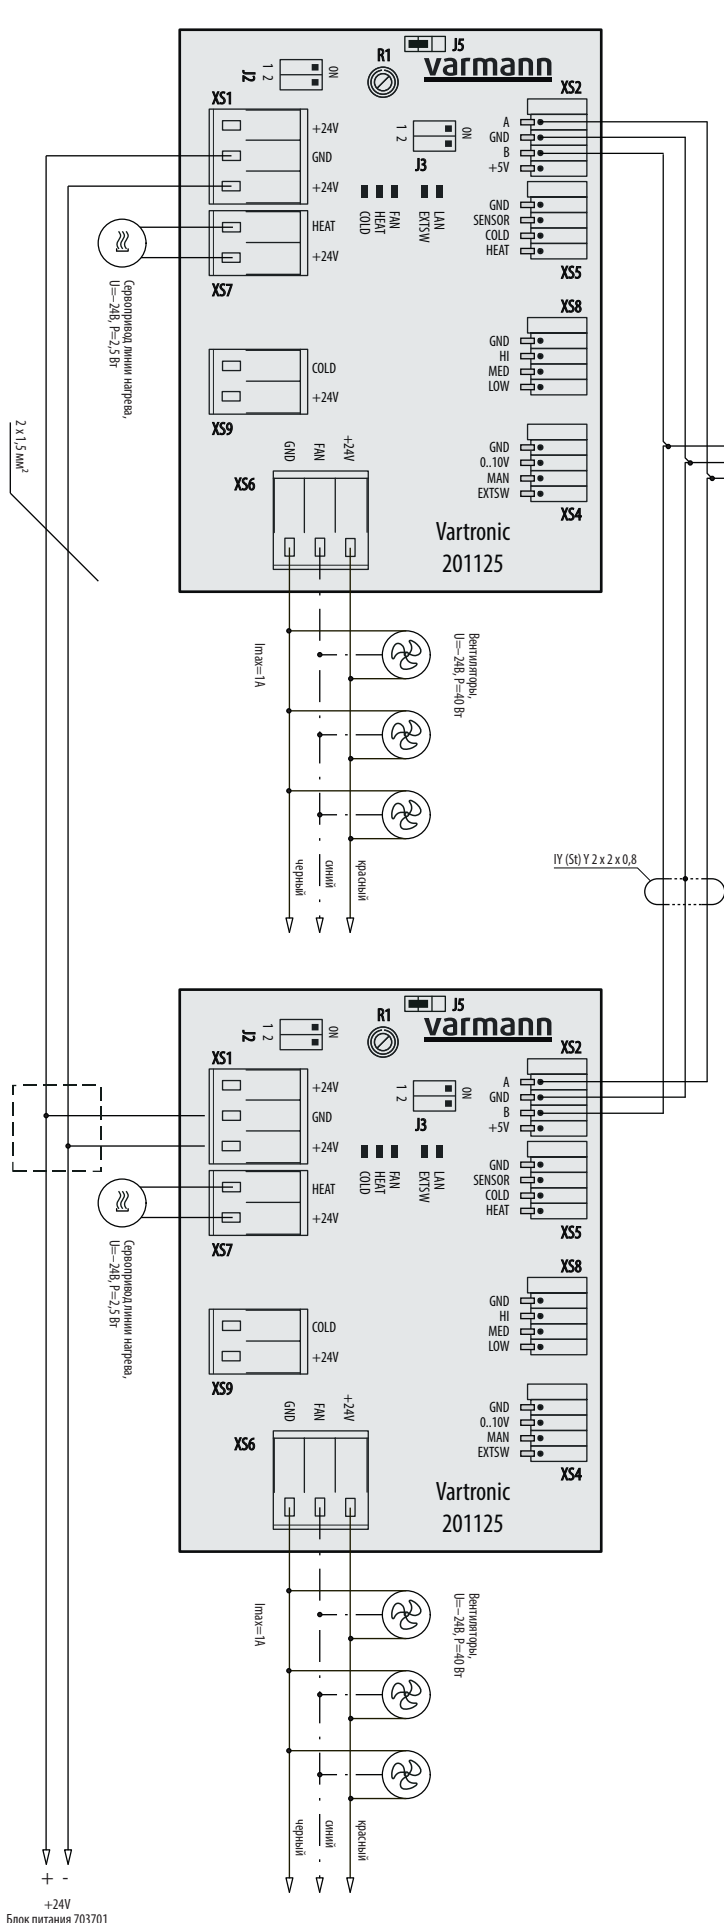 J5
varmann
R1
J2
1 2
ON
XS1
+24V
GND
+24V
HEAT
+24V
XS7
COLD
+24V
XS9
J3
1 2
ON
COLD
HEAT
FAN
EXTSW
LAN
XS2
A
GND
B
+5V
GND
SENSOR
COLD
HEAT
XS5
XS8
GND
HI
MED
LOW
GND
0..10V
MAN
EXTSW
XS4
XS6
GND
FAN
+24V
Vartronic
201125
Сервопривод линии нагрева,
U=–24В, P=2,5 Вт
2 x 1,5 мм²
Imax=1A
Вентиляторы,
U=–24В, P=40 Вт
черный
синий
красный
IY (St) Y 2 x 2 x 0,8
J5
varmann
R1
J2
1 2
ON
XS1
+24V
GND
+24V
HEAT
+24V
XS7
COLD
+24V
XS9
J3
1 2
ON
COLD
HEAT
FAN
EXTSW
LAN
XS2
A
GND
B
+5V
GND
SENSOR
COLD
HEAT
XS5
XS8
GND
HI
MED
LOW
GND
0..10V
MAN
EXTSW
XS4
XS6
GND
FAN
+24V
Vartronic
201125
Сервопривод линии нагрева,
U=–24В, P=2,5 Вт
Imax=1A
Вентиляторы,
U=–24В, P=40 Вт
черный
синий
красный
+ -
+24V
Блок питания 703701